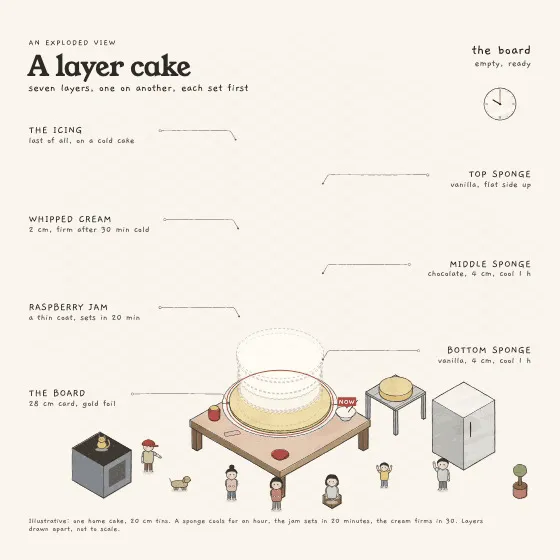 AN EXPLODED VIEW
A layer cake
seven layers, one on another, each set first
the board
empty, ready
THE ICING
last of all, on a cold cake
TOP SPONGE
vanilla, flat side up
WHIPPED CREAM
2 cm, firm after 30 min cold
MIDDLE SPONGE
chocolate, 4 cm, cool 1 h
RASPBERRY JAM
a thin coat, sets in 20 min
BOTTOM SPONGE
vanilla, 4 cm, cool 1 h
THE BOARD
28 cm card, gold foil
NOW
Illustrative: one home cake, 20 cm tins. A sponge cools for an hour, the jam sets in 20 minutes, the cream firms in 30. Layers
drawn apart, not to scale.